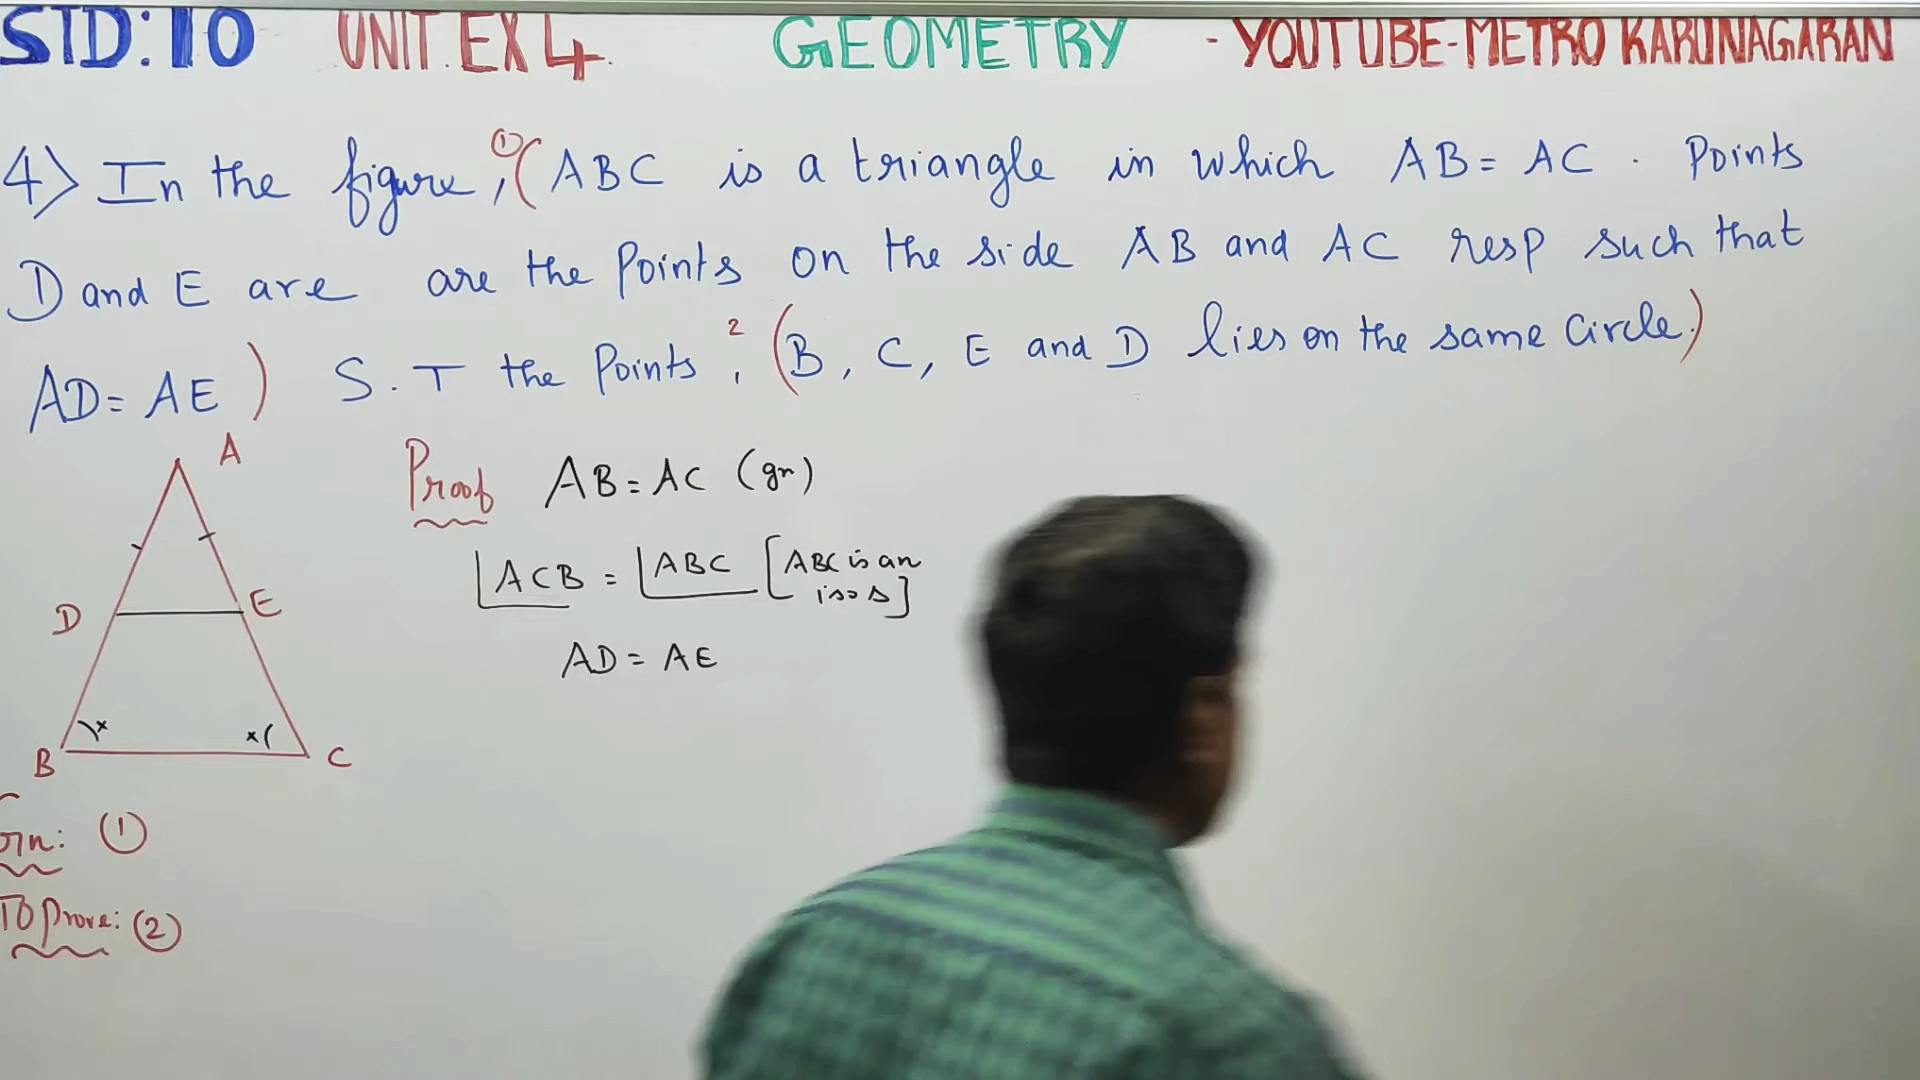 STD: 10 UNIT. EX 4. GEOMETRY - YOUTUBE-METRO KARUNAGARAN
4) In the figure, ① ( ABC is a triangle in which AB = AC . Points
D and E are are the Points on the side AB and AC resp such that
AD = AE ) S.T the Points, 2 ( B, C, E and D lies on the same circle. )
A
D E
B x x C
Proof AB = AC (gn)
∟ACB = ∟ABC [ABC is an
isos Δ]
AD = AE
Gn: ①
TO Prove: ②